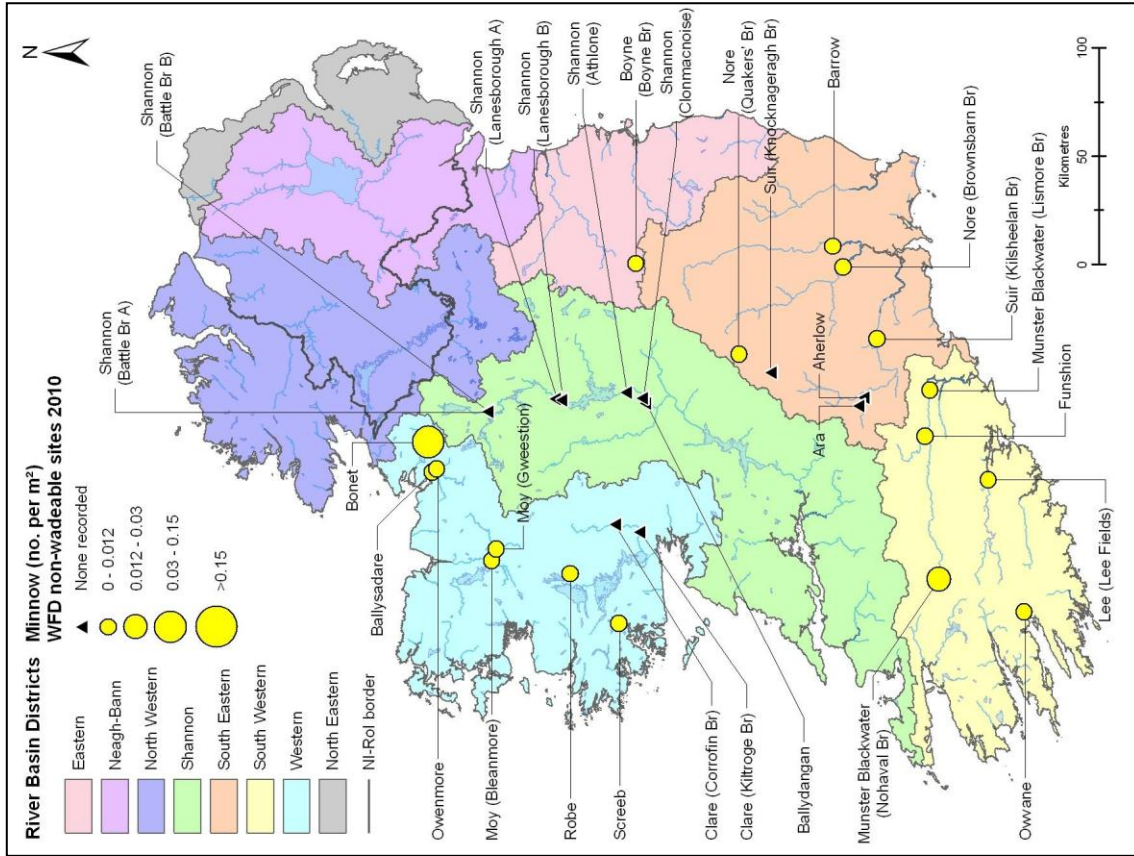 River Basin Districts
Eastern
Neagh-Bann
North Western
Shannon
South Eastern
South Western
Western
North Eastern
NI-RoI border
Minnow (no. per m²)
WFD non-wadeable sites 2010
None recorded
0 - 0.012
0.012 - 0.03
0.03 - 0.15
>0.15
N
Shannon
(Battle Br A)
Shannon
(Battle Br B)
Shannon
(Lanesborough A)
Shannon
(Lanesborough B)
Shannon
(Athlone)
Boyne
(Boyne Br)
Shannon
(Clonmacnoise)
Nore
(Quakers' Br)
Suir (Knocknageragh Br)
Barrow
Nore (Brownsbarn Br)
Suir (Kilsheelan Br)
Munster Blackwater (Lismore Br)
Funshion
Lee (Lee Fields)
Aherlow
Ara
Bonet
Ballysadare
Moy (Gweestion)
Owenmore
Moy (Bleanmore)
Robe
Screeb
Clare (Corrofin Br)
Clare (Kiltroge Br)
Ballydangan
Munster Blackwater
(Nohaval Br)
Owvane
0 50 100
Kilometres